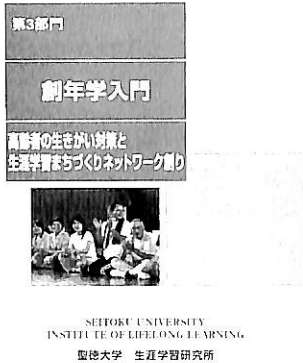 第3部門
創年学入門
高齢者の生きがい対策と
生涯学習まちづくりネットワーク創り
SEITOKU UNIVERSITY
INSTITUTE OF LIFELONG LEARNING
聖徳大学 生涯学習研究所